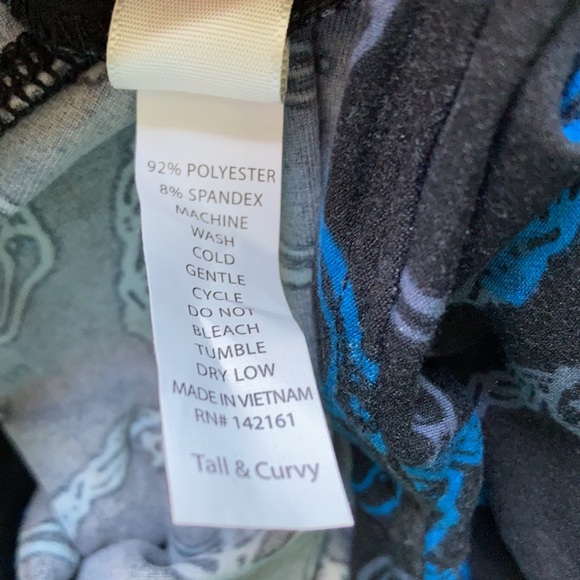 92% POLYESTER
8% SPANDEX
MACHINE
WASH
COLD
GENTLE
CYCLE
DO NOT
BLEACH
TUMBLE
DRY LOW
MADE IN VIETNAM
RN# 142161
Tall & Curvy